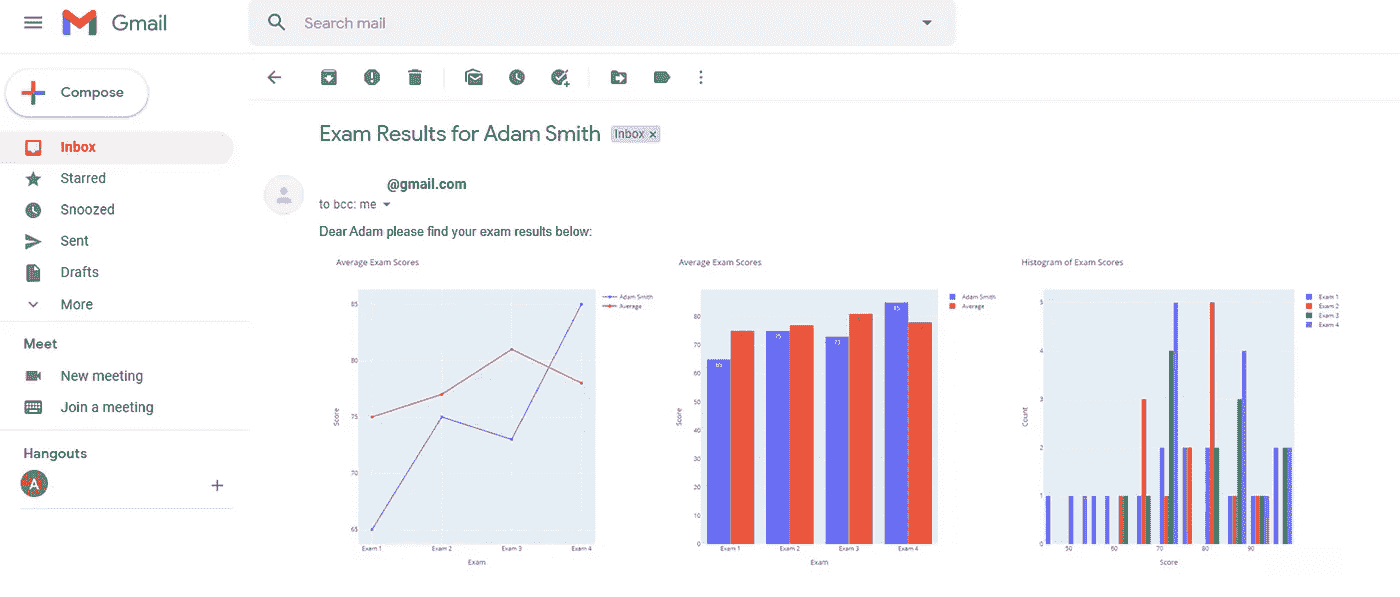 Gmail
Search mail
Compose
Inbox
Starred
Snoozed
Sent
Drafts
More
Meet
New meeting
Join a meeting
Hangouts
A
Exam Results for Adam Smith Inbox x
@gmail.com
to bcc: me
Dear Adam please find your exam results below:
Average Exam Scores
Adam Smith
Average
85
80
75
70
65
Score
Exam 1 Exam 2 Exam 3 Exam 4
Exam
Average Exam Scores
Adam Smith
Average
80
70
60
50
40
30
20
10
0
65 75 73 85
Score
Exam 1 Exam 2 Exam 3 Exam 4
Exam
Histogram of Exam Scores
Exam 1
Exam 2
Exam 3
Exam 4
5
4
3
2
1
0
Count
50 60 70 80 90
Score